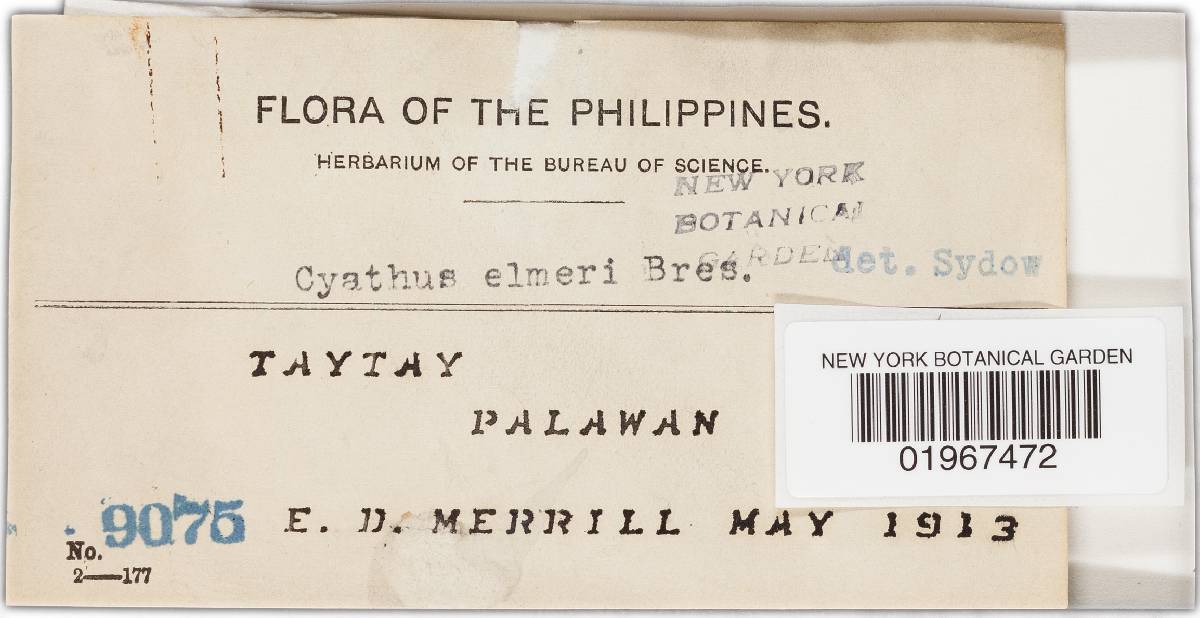 FLORA OF THE PHILIPPINES.
HERBARIUM OF THE BUREAU OF SCIENCE.
NEW YORK
BOTANICAL
GARDEN
Cyathus elmeri Bres. det. Sydow
TAYTAY
PALAWAN
NEW YORK BOTANICAL GARDEN
01967472
No. 9075 E. D. MERRILL MAY 1913
2—177